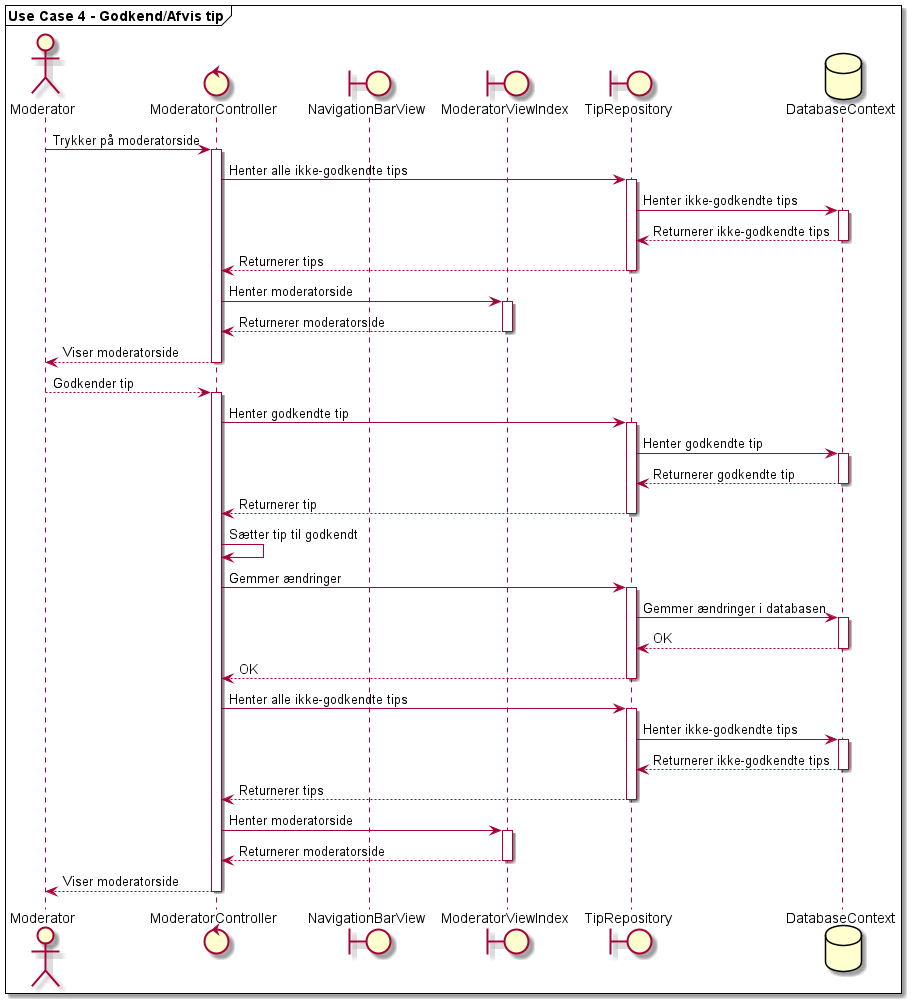 Use Case 4 - Godkend/Afvis tip
Moderator
ModeratorController
NavigationBarView
ModeratorViewIndex
TipRepository
DatabaseContext
Trykker på moderatorside
Henter alle ikke-godkendte tips
Henter ikke-godkendte tips
Returnerer ikke-godkendte tips
Returnerer tips
Henter moderatorside
Returnerer moderatorside
Viser moderatorside
Godkender tip
Henter godkendte tip
Henter godkendte tip
Returnerer godkendte tip
Returnerer tip
Sætter tip til godkendt
Gemmer ændringer
Gemmer ændringer i databasen
OK
OK
Henter alle ikke-godkendte tips
Henter ikke-godkendte tips
Returnerer ikke-godkendte tips
Returnerer tips
Henter moderatorside
Returnerer moderatorside
Viser moderatorside
Moderator
ModeratorController
NavigationBarView
ModeratorViewIndex
TipRepository
DatabaseContext